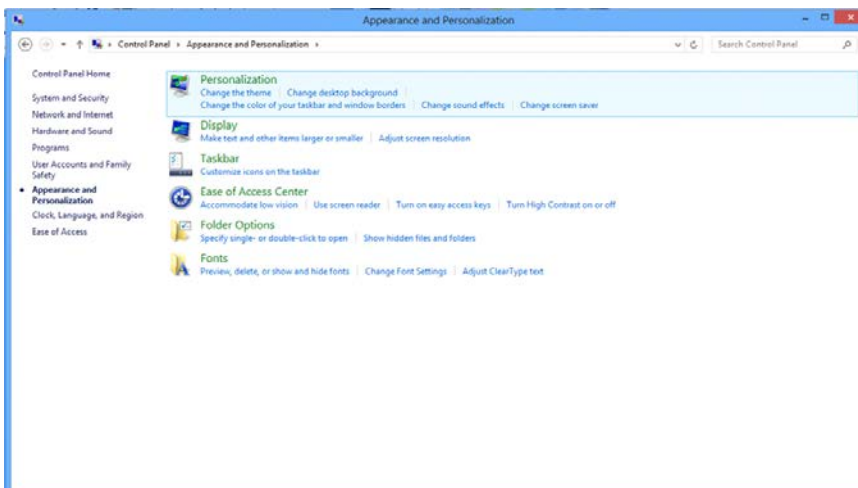 Appearance and Personalization
Control Panel › Appearance and Personalization ›
Search Control Panel
Control Panel Home
System and Security
Network and Internet
Hardware and Sound
Programs
User Accounts and Family
Safety
Appearance and
Personalization
Clock, Language, and Region
Ease of Access
Personalization
Change the theme | Change desktop background
Change the color of your taskbar and window borders | Change sound effects | Change screen saver
Display
Make text and other items larger or smaller | Adjust screen resolution
Taskbar
Customize icons on the taskbar
Ease of Access Center
Accommodate low vision | Use screen reader | Turn on easy access keys | Turn High Contrast on or off
Folder Options
Specify single- or double-click to open | Show hidden files and folders
Fonts
Preview, delete, or show and hide fonts | Change Font Settings | Adjust ClearType text